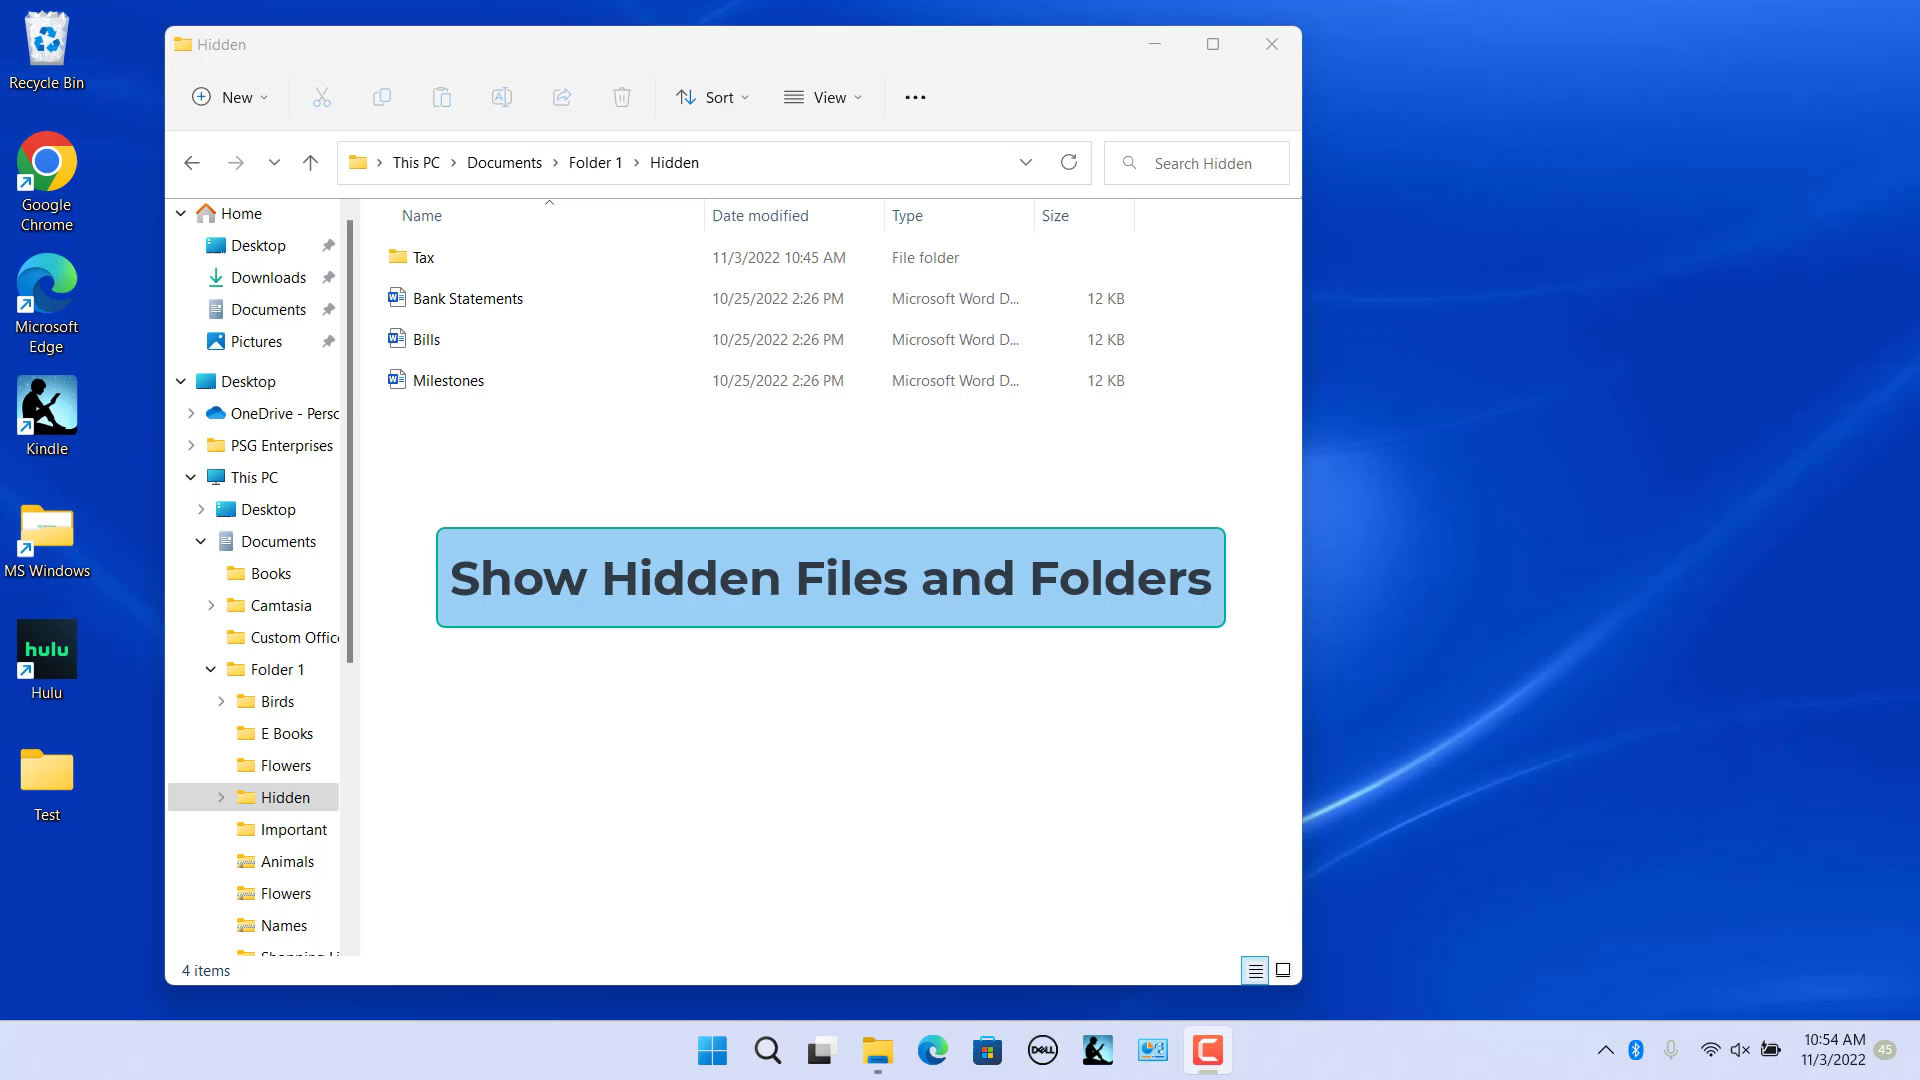 Recycle Bin
Google
Chrome
Microsoft
Edge
Kindle
MS Windows
hulu
Hulu
Test
Hidden
New
Sort
View
This PC
Documents
Folder 1
Hidden
Search Hidden
Home
Desktop
Downloads
Documents
Pictures
Desktop
OneDrive - Perso
PSG Enterprises
This PC
Desktop
Documents
Books
Camtasia
Custom Office
Folder 1
Birds
E Books
Flowers
Hidden
Important
Animals
Flowers
Names
Name Date modified Type Size
Tax 11/3/2022 10:45 AM File folder
Bank Statements 10/25/2022 2:26 PM Microsoft Word D... 12 KB
Bills 10/25/2022 2:26 PM Microsoft Word D... 12 KB
Milestones 10/25/2022 2:26 PM Microsoft Word D... 12 KB
Show Hidden Files and Folders
4 items
DELL
10:54 AM
11/3/2022
45